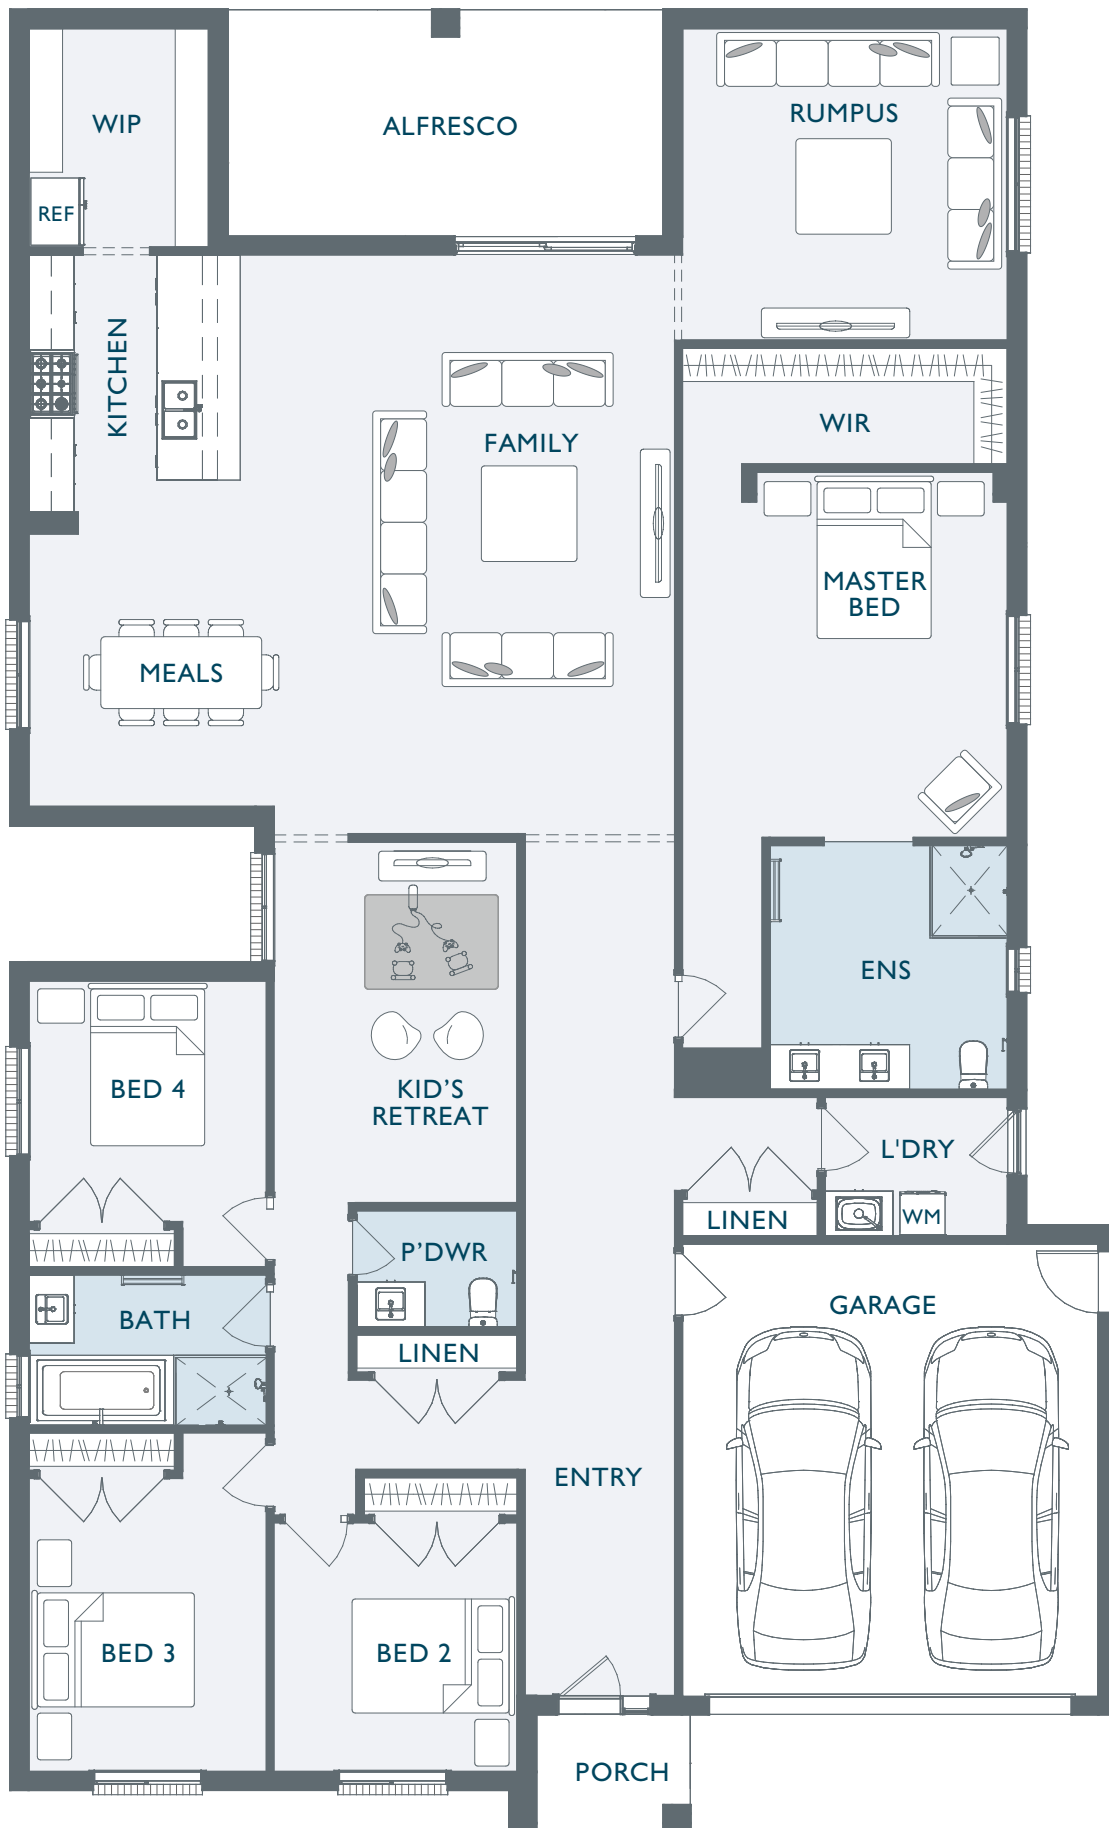 WIP
ALFRESCO
RUMPUS
REF
KITCHEN
FAMILY
WIR
MASTER
BED
MEALS
ENS
BED 4
KID'S
RETREAT
L'DRY
LINEN
WM
P'DWR
BATH
LINEN
GARAGE
ENTRY
BED 3
BED 2
PORCH